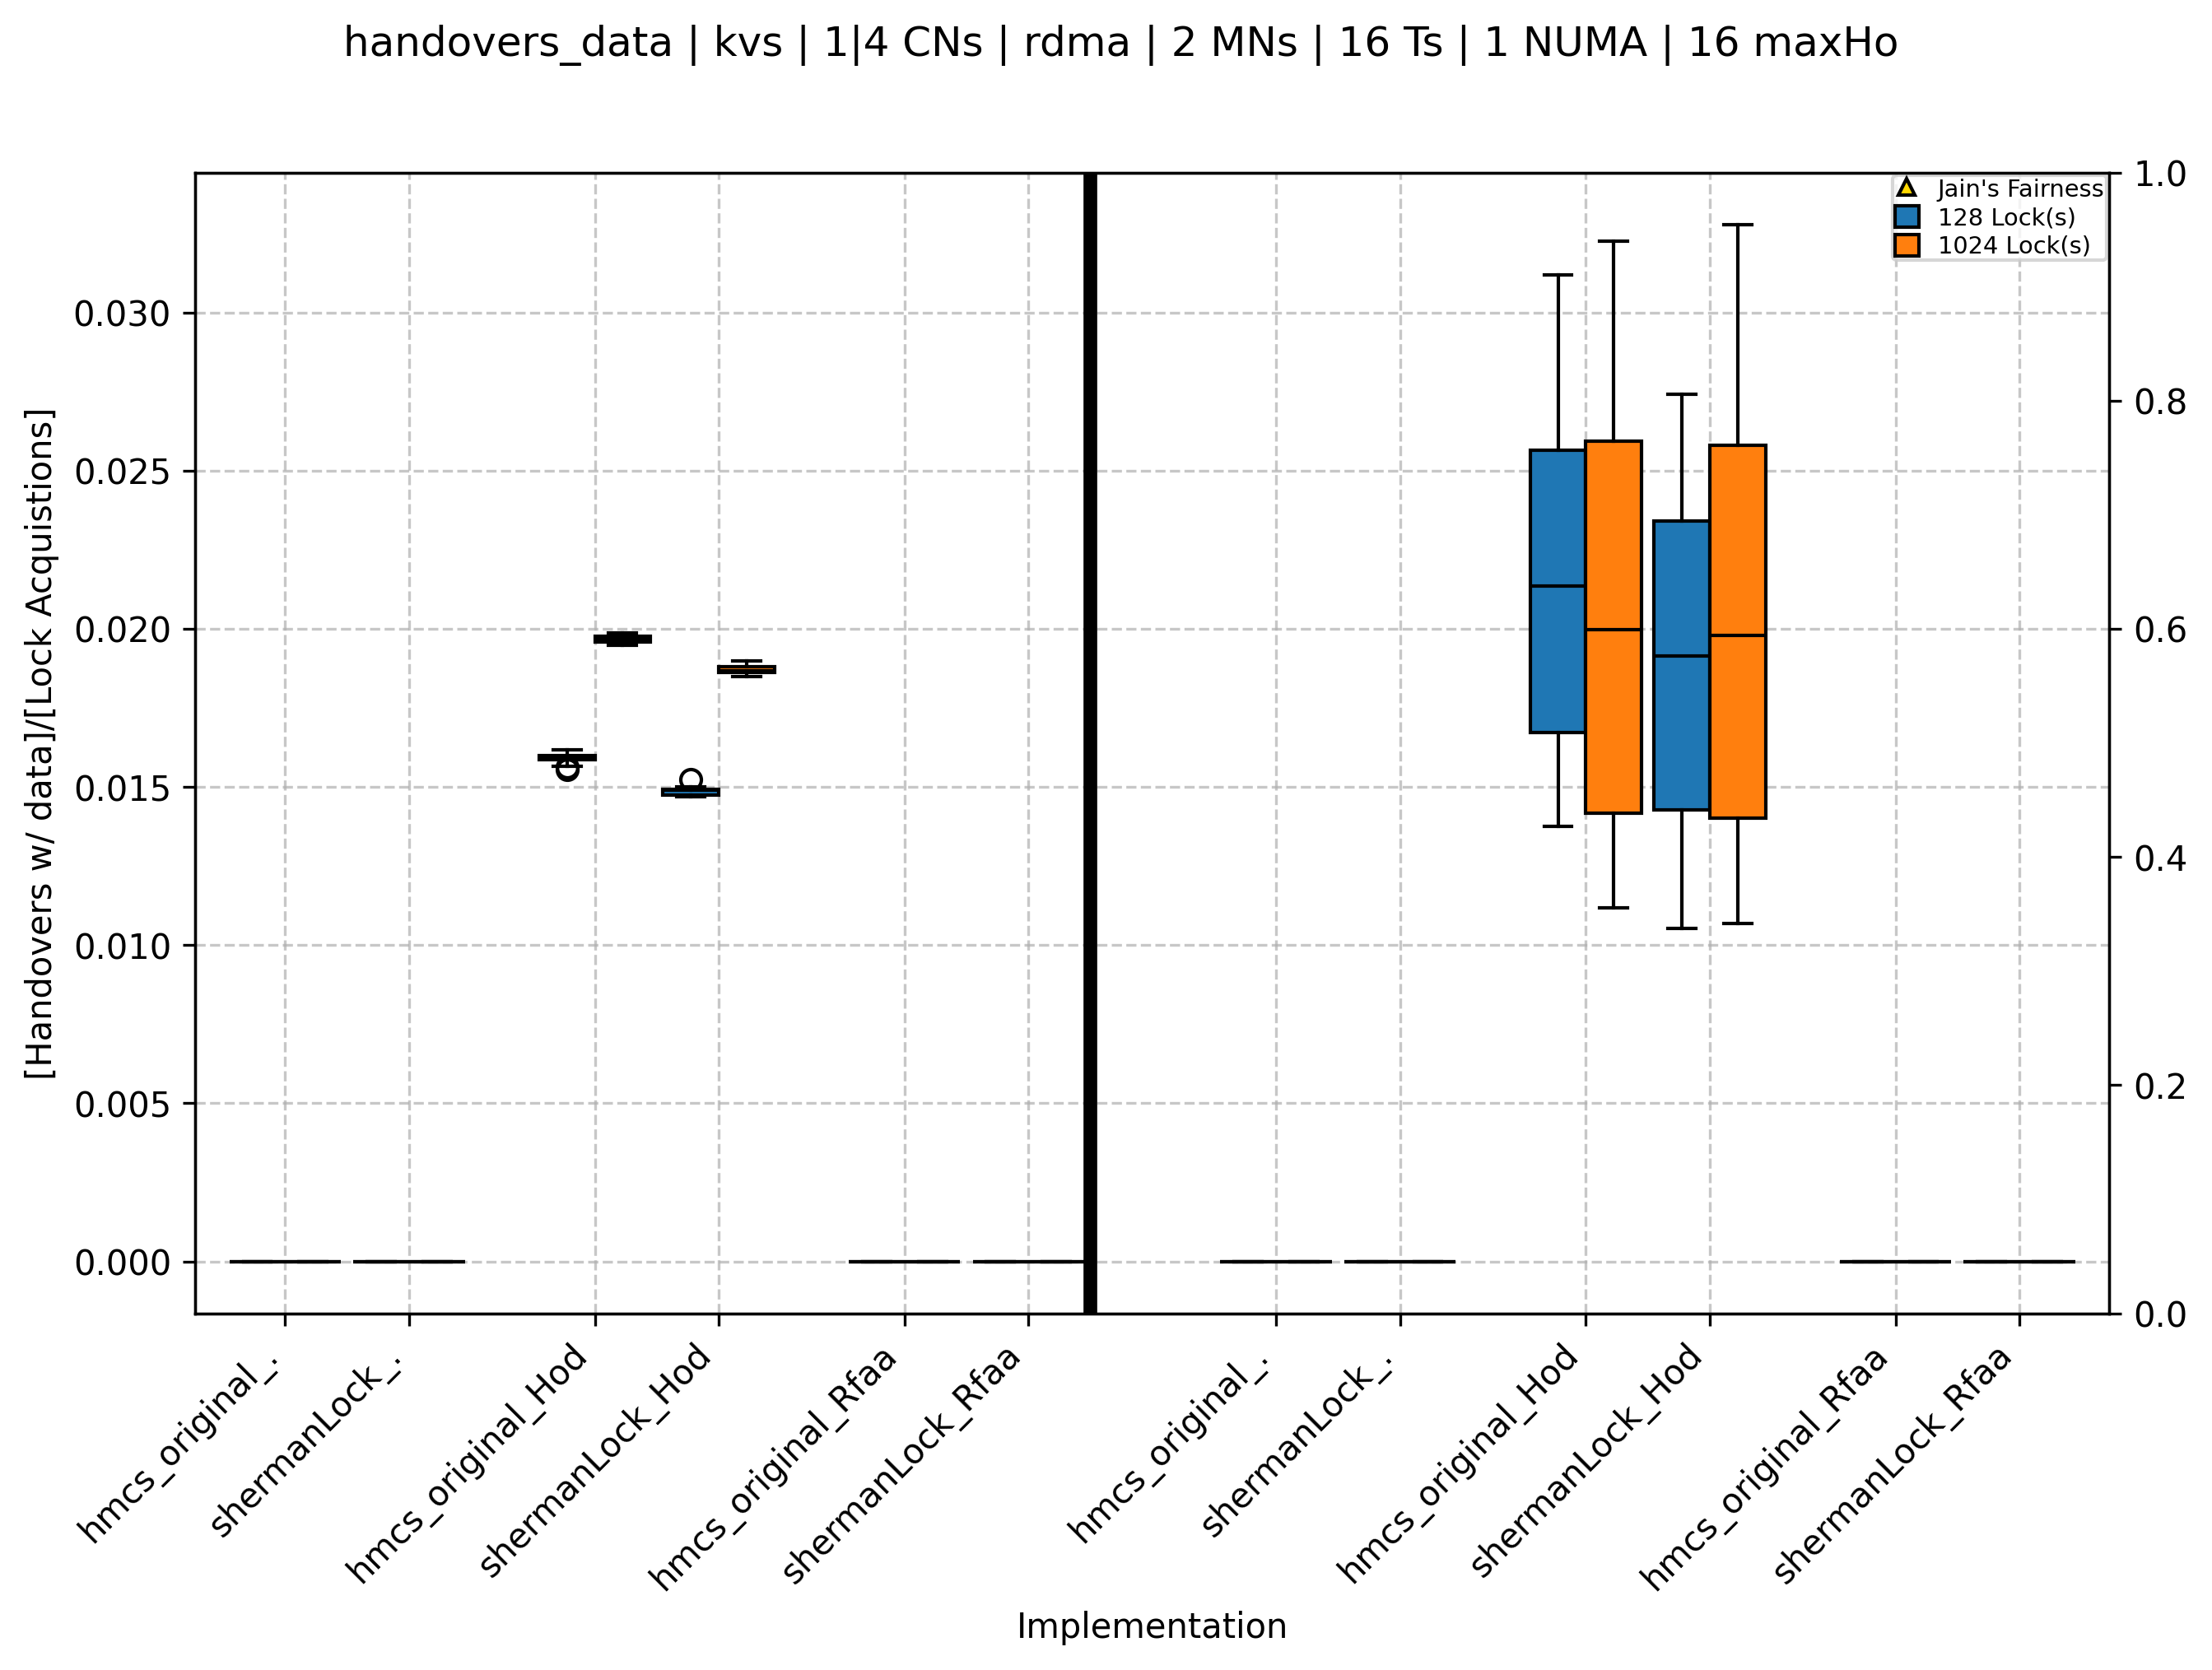 handovers_data | kvs | 1|4 CNs | rdma | 2 MNs | 16 Ts | 1 NUMA | 16 maxHo
Jain's Fairness
128 Lock(s)
1024 Lock(s)
[Handovers w/ data]/[Lock Acquistions]
0.030
0.025
0.020
0.015
0.010
0.005
0.000
1.0
0.8
0.6
0.4
0.2
0.0
hmcs_original_.
shermanLock_.
hmcs_original_Hod
shermanLock_Hod
hmcs_original_Rfaa
shermanLock_Rfaa
hmcs_original_.
shermanLock_.
hmcs_original_Hod
shermanLock_Hod
hmcs_original_Rfaa
shermanLock_Rfaa
Implementation